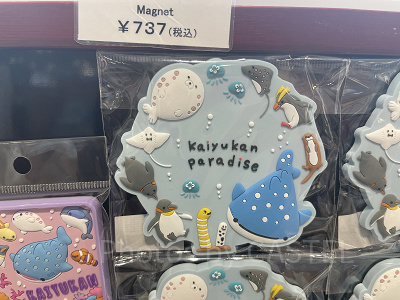 Magnet
￥737(税込)
Kaiyukan
paradise
KAIYUKAN